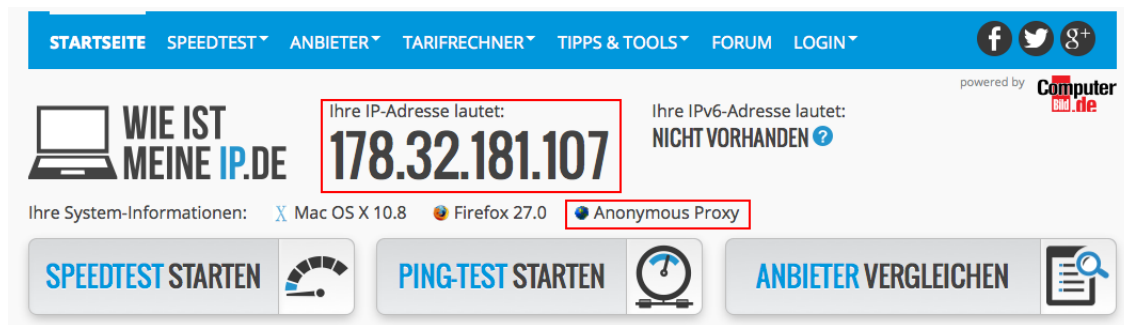 STARTSEITE SPEEDTEST ANBIETER TARIFRECHNER TIPPS & TOOLS FORUM LOGIN
f g+
powered by Computer Bild.de
WIE IST
MEINE IP.DE
Ihre IP-Adresse lautet:
178.32.181.107
Ihre IPv6-Adresse lautet:
NICHT VORHANDEN ?
Ihre System-Informationen: X Mac OS X 10.8 Firefox 27.0 Anonymous Proxy
SPEEDTEST STARTEN
PING-TEST STARTEN
ANBIETER VERGLEICHEN